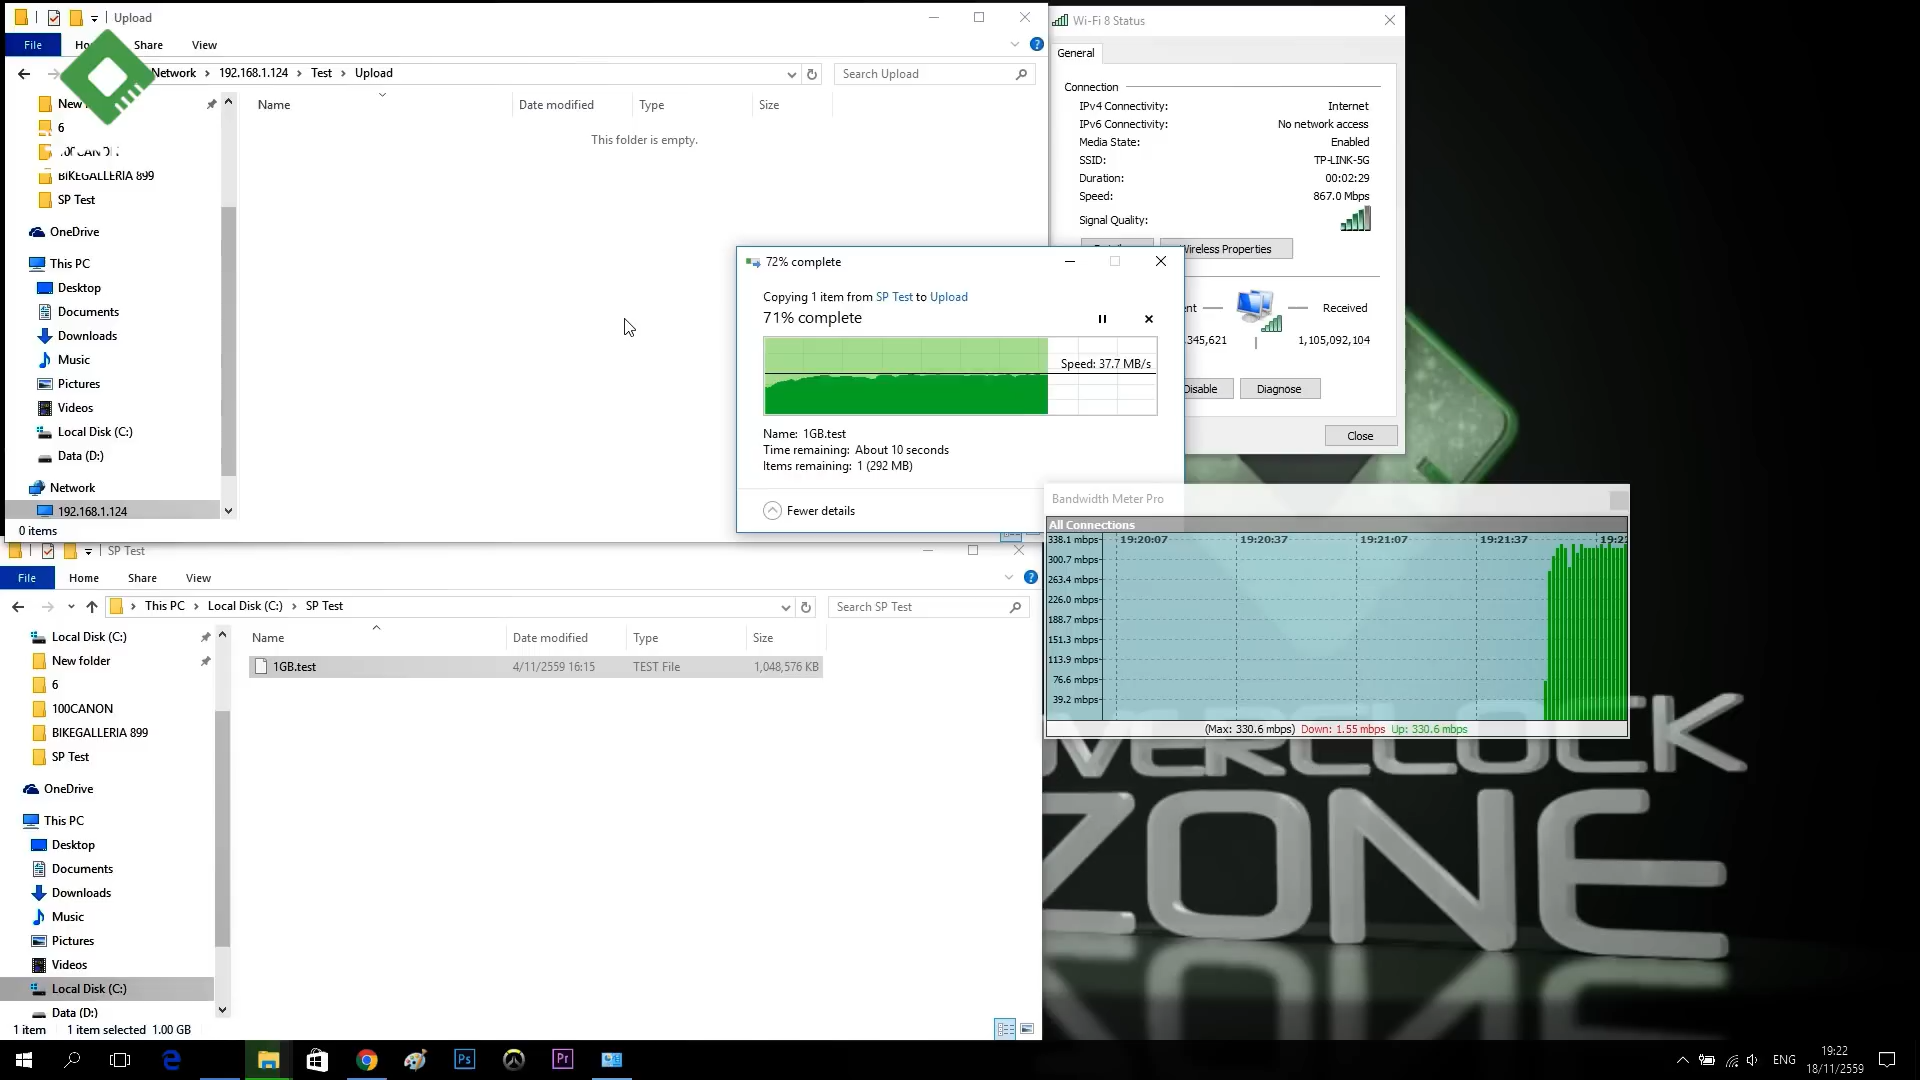 Upload
File
Share
View
Network > 192.168.1.124 > Test > Upload
Search Upload
New
6
100CANON
BIKEGALLERIA 899
SP Test
OneDrive
This PC
Desktop
Documents
Downloads
Music
Pictures
Videos
Local Disk (C:)
Data (D:)
Network
192.168.1.124
0 items
Name
Date modified
Type
Size
This folder is empty.
Wi-Fi 8 Status
General
Connection
IPv4 Connectivity: Internet
IPv6 Connectivity: No network access
Media State: Enabled
SSID: TP-LINK-5G
Duration: 00:02:29
Speed: 867.0 Mbps
Signal Quality:
Wireless Properties
Received
345,621
1,105,092,104
Disable
Diagnose
Close
72% complete
Copying 1 item from SP Test to Upload
71% complete
Speed: 37.7 MB/s
Name: 1GB.test
Time remaining: About 10 seconds
Items remaining: 1 (292 MB)
Fewer details
Bandwidth Meter Pro
All Connections
338.1 mbps
300.7 mbps
263.4 mbps
226.0 mbps
188.7 mbps
151.3 mbps
113.9 mbps
76.6 mbps
39.2 mbps
19:20:07
19:20:37
19:21:07
19:21:37
(Max: 330.6 mbps) Down: 1.55 mbps Up: 330.6 mbps
SP Test
File
Home
Share
View
This PC > Local Disk (C:) > SP Test
Search SP Test
Local Disk (C:)
New folder
6
100CANON
BIKEGALLERIA 899
SP Test
OneDrive
This PC
Desktop
Documents
Downloads
Music
Pictures
Videos
Local Disk (C:)
Data (D:)
1 item
1 item selected 1.00 GB
Name
Date modified
Type
Size
1GB.test
4/11/2559 16:15
TEST File
1,048,576 KB
OVERCLOCK
ZONE
Ps
Pr
ENG
19:22
18/11/2559